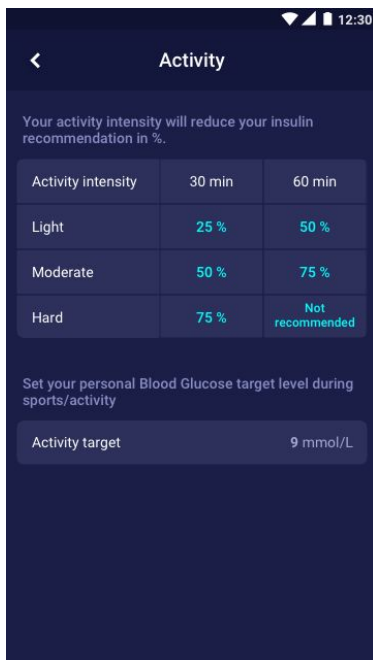 12:30
Activity
Your activity intensity will reduce your insulin
recommendation in %.
Activity intensity 30 min 60 min
Light 25 % 50 %
Moderate 50 % 75 %
Hard 75 % Not
recommended
Set your personal Blood Glucose target level during
sports/activity
Activity target 9 mmol/L